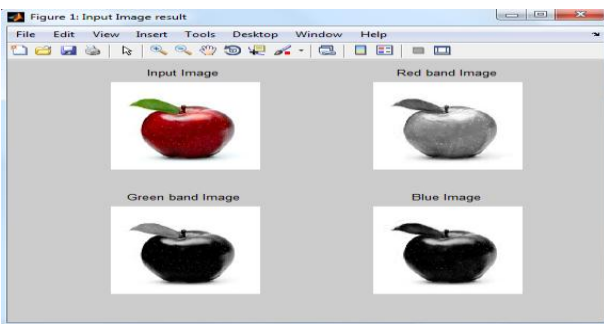 Figure 1: Input Image result
File Edit View Insert Tools Desktop Window Help
Input Image
Red band Image
Green band Image
Blue Image